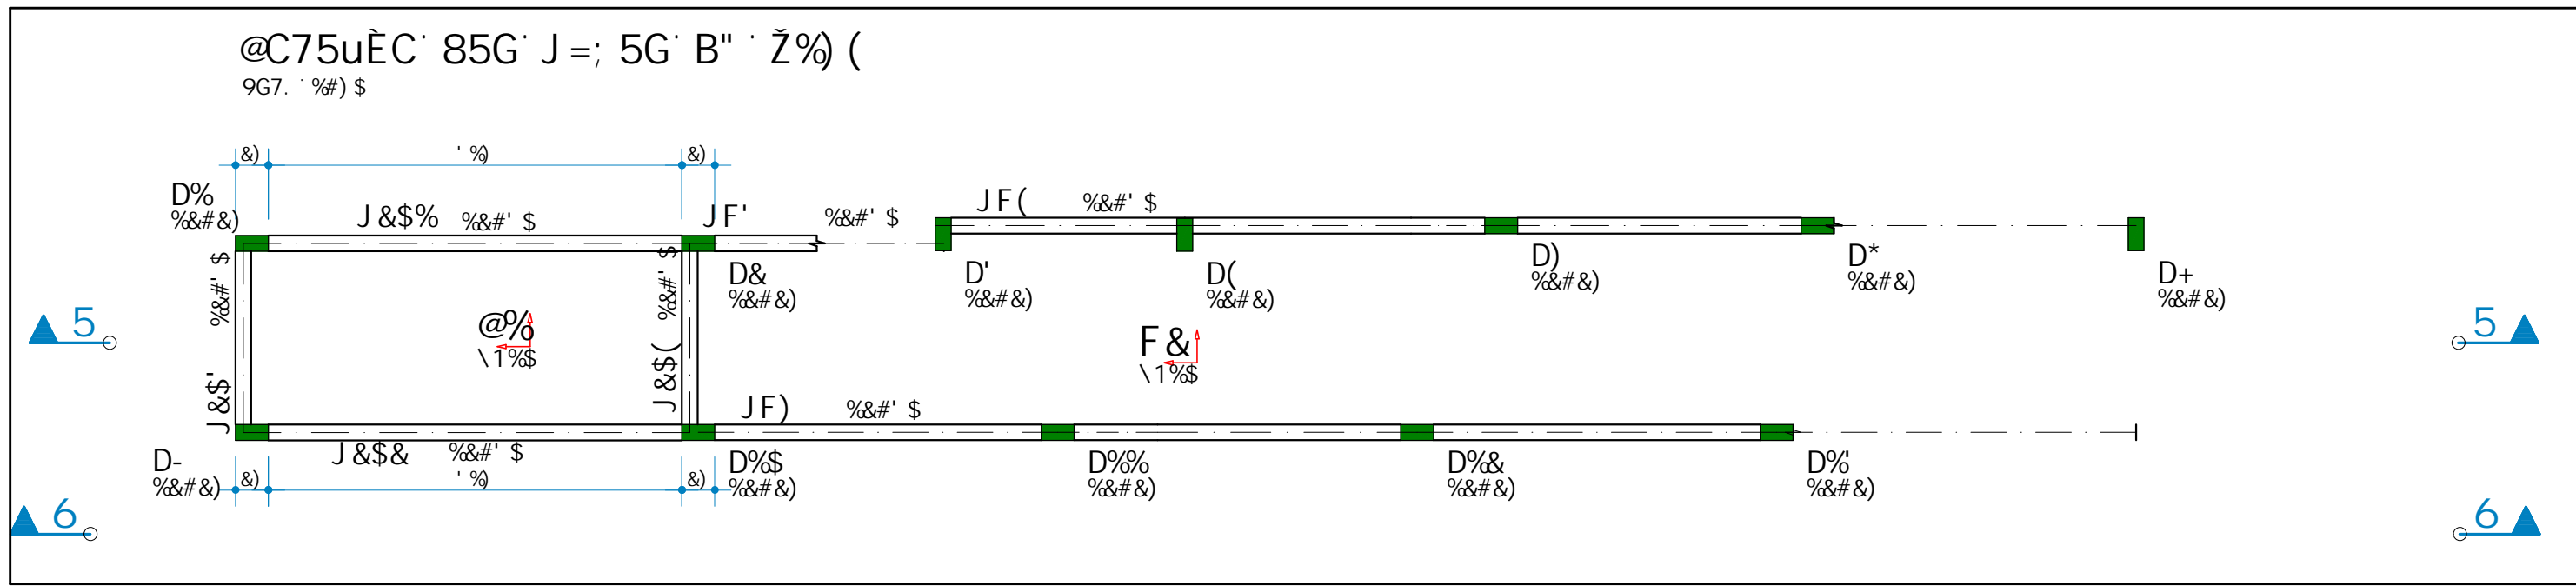 @C75uÈC˙ 85G˙ J =; 5G˙ B" ˙ Ž%) (
9G7. ˙ %#) $
&) ' %) &)
D%
%&#&)
J &$% %&#' $
J F'
%&#' $
J F ( %&#' $
%&#' $
%&#' $
D&
%&#&)
D'
%&#&)
D(
%&#&)
D)
%&#&)
D*
%&#&)
D+
%&#&)
5
@%
\ 1%$
F &
\ 1%$
5
J &$'
J &$(
J F ) %&#' $
D-
%&#&)
J &$& %&#' $
&) ' %) &)
D%$
%&#&)
D%%
%&#&)
D%&
%&#&)
D%'
%&#&)
6
6